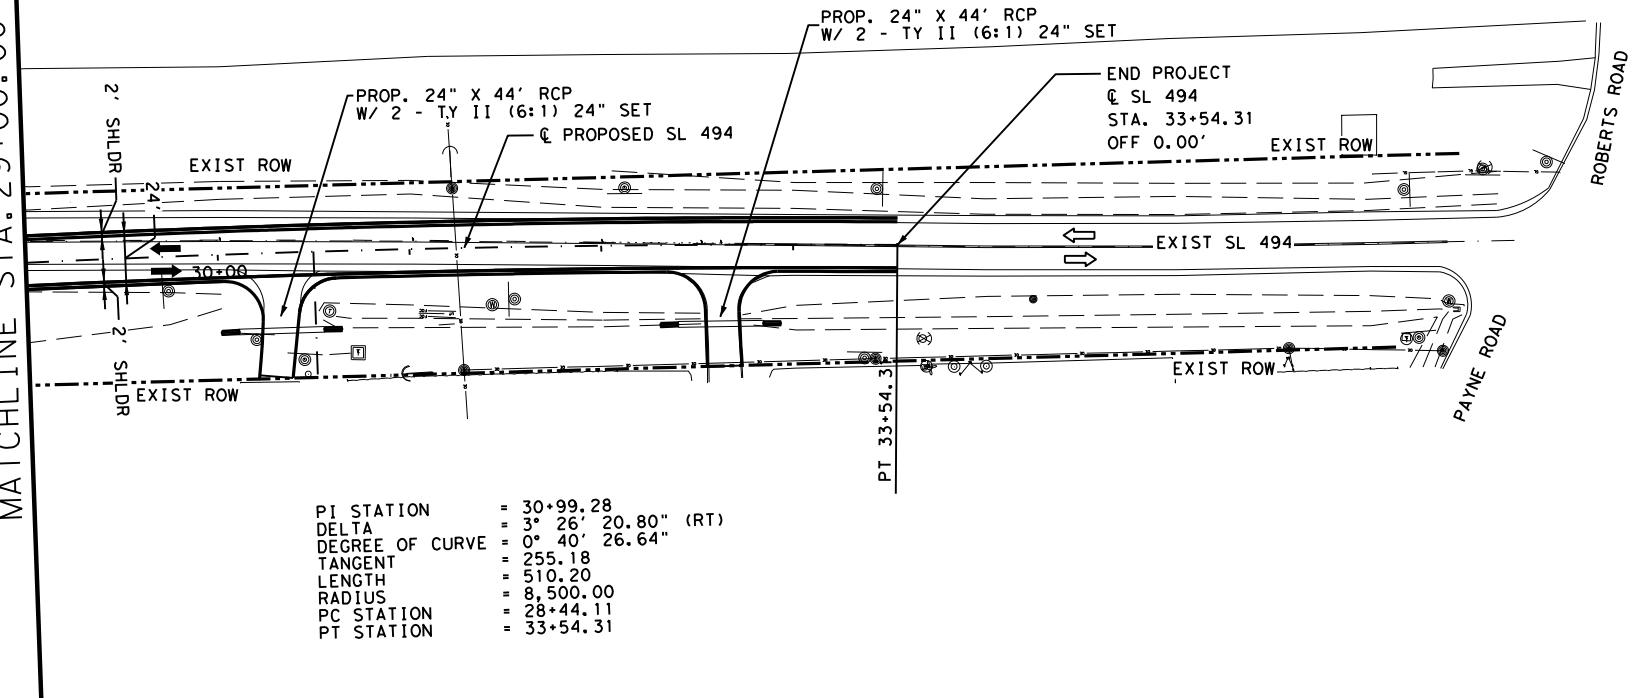 MATCHLINE STA. 29+00.00
PROP. 24" X 44' RCP
W/ 2 - TY II (6:1) 24" SET
PROP. 24" X 44' RCP
W/ 2 - TY II (6:1) 24" SET
END PROJECT
℄ SL 494
STA. 33+54.31
OFF 0.00'
℄ PROPOSED SL 494
EXIST ROW
EXIST ROW
ROBERTS ROAD
2' SHLDR
24'
30+00
EXIST SL 494
2' SHLDR
EXIST ROW
EXIST ROW
PAYNE ROAD
PT 33+54.3
PI STATION = 30+99.28
DELTA = 3° 26' 20.80" (RT)
DEGREE OF CURVE = 0° 40' 26.64"
TANGENT = 255.18
LENGTH = 510.20
RADIUS = 8,500.00
PC STATION = 28+44.11
PT STATION = 33+54.31